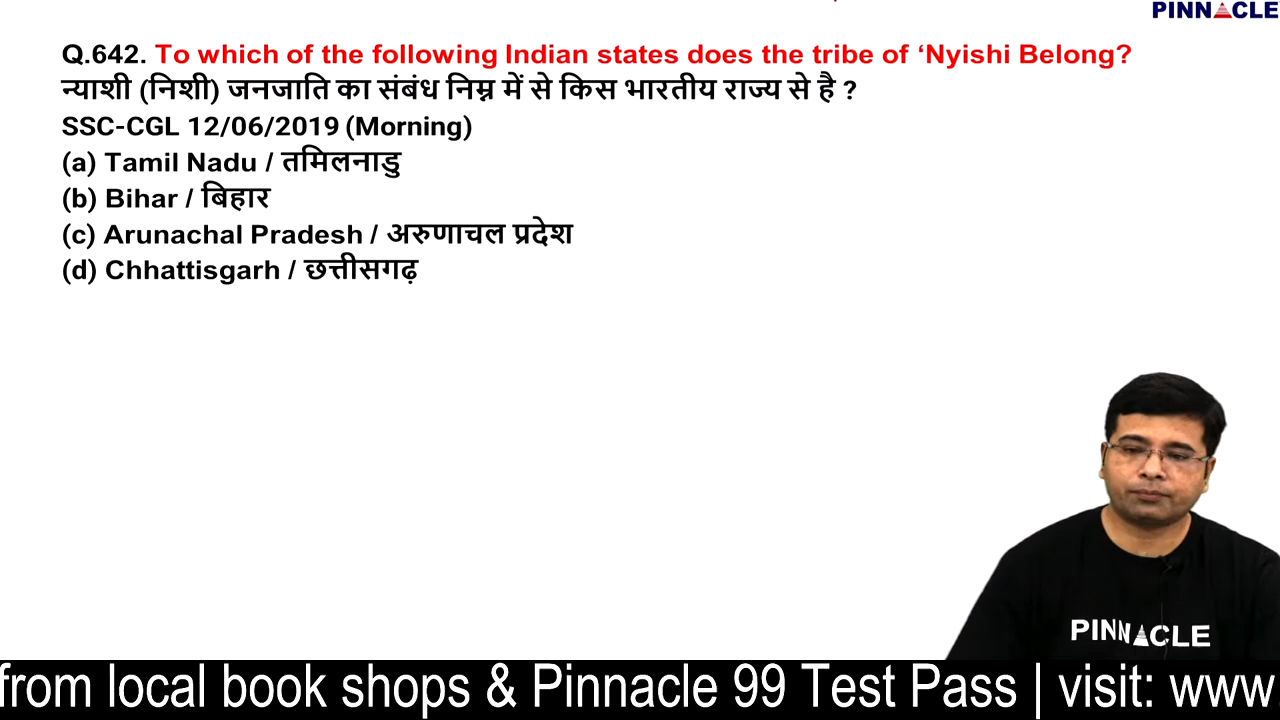 PINNACLE
Q.642. To which of the following Indian states does the tribe of ‘Nyishi Belong?
न्याशी (निशी) जनजाति का संबंध निम्न में से किस भारतीय राज्य से है ?
SSC-CGL 12/06/2019 (Morning)
(a) Tamil Nadu / तमिलनाडु
(b) Bihar / बिहार
(c) Arunachal Pradesh / अरुणाचल प्रदेश
(d) Chhattisgarh / छत्तीसगढ़
PINNACLE
from local book shops & Pinnacle 99 Test Pass | visit: www